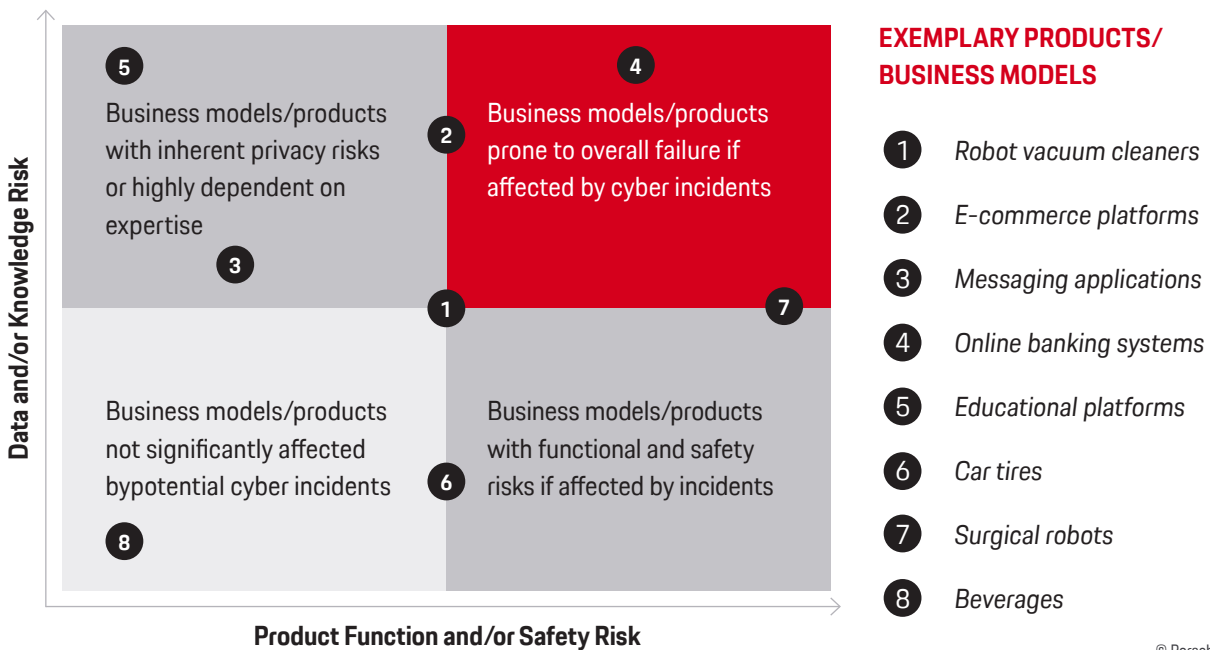 5
Business models/products
with inherent privacy risks
or highly dependent on
expertise
3
4
Business models/products
prone to overall failure if
affected by cyber incidents
2
1
7
Business models/products
not significantly affected
bypotential cyber incidents
8
6
Business models/products
with functional and safety
risks if affected by incidents
Data and/or Knowledge Risk
Product Function and/or Safety Risk
EXEMPLARY PRODUCTS/
BUSINESS MODELS
1 Robot vacuum cleaners
2 E-commerce platforms
3 Messaging applications
4 Online banking systems
5 Educational platforms
6 Car tires
7 Surgical robots
8 Beverages
©